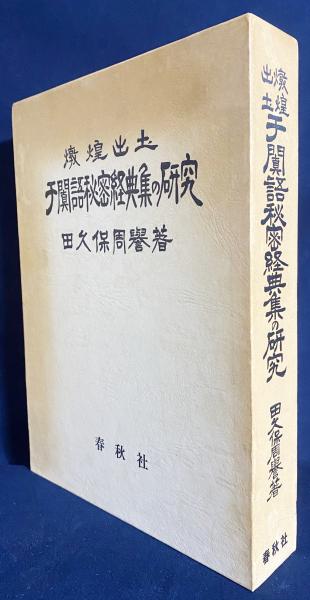 燉煌出土
于闐語秘密経典集の研究
田久保周譽著
春秋社
燉煌
出土
于闐語秘密経典集の研究
田久保周譽著
春秋社